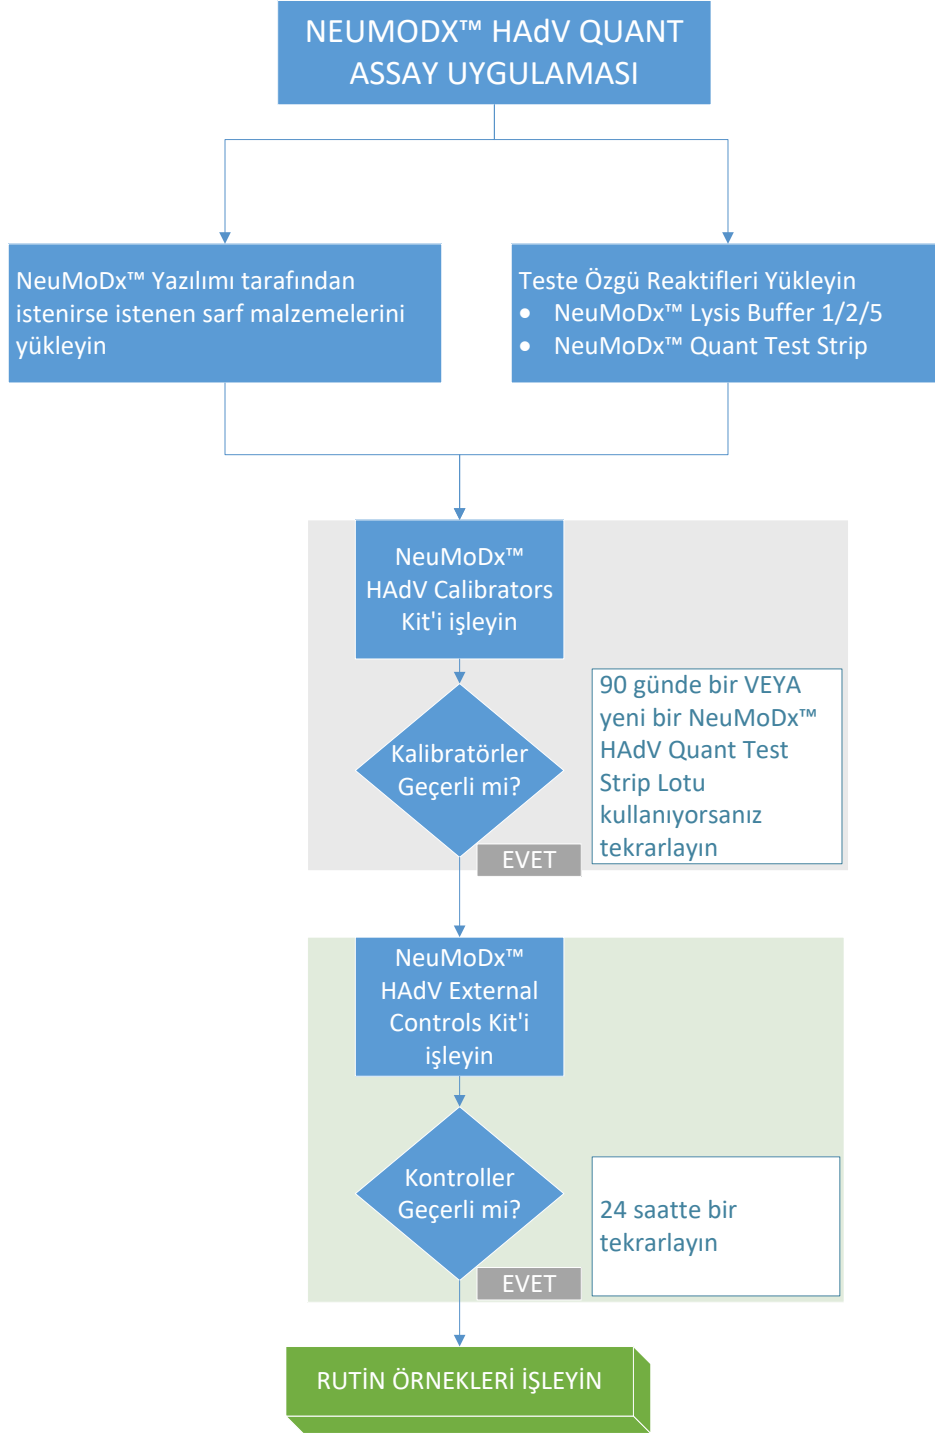 NEUMODX™ HAdV QUANT
ASSAY UYGULAMASI
NeuMoDx™ Yazılımı tarafından
istenirse istenen sarf malzemelerini
yükleyin
Teste Özgü Reaktifleri Yükleyin
• NeuMoDx™ Lysis Buffer 1/2/5
• NeuMoDx™ Quant Test Strip
NeuMoDx™
HAdV Calibrators
Kit'i işleyin
Kalibratörler
Geçerli mi?
90 günde bir VEYA
yeni bir NeuMoDx™
HAdV Quant Test
Strip Lotu
kullanıyorsanız
tekrarlayın
EVET
NeuMoDx™
HAdV External
Controls Kit'i
işleyin
Kontroller
Geçerli mi?
24 saatte bir
tekrarlayın
EVET
RUTİN ÖRNEKLERİ İŞLEYİN